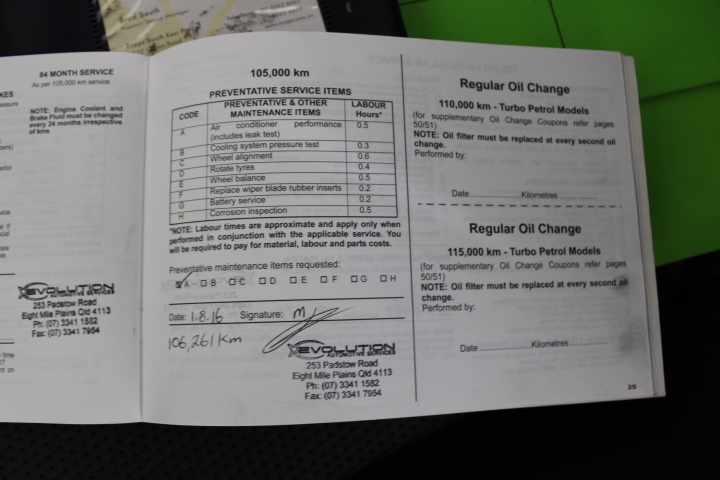 Brad South
84 MONTH SERVICE
As per 105,000 km service
KES
NOTE: Engine Coolant and
Brake Fluid must be changed
every 24 months irrespective
of kms
EVOLUTION
AUTOMOTIVE SERVICES
253 Padstow Road
Eight Mile Plains Qld 4113
Ph: (07) 3341 1582
Fax: (07) 3341 7954
105,000 km
PREVENTATIVE SERVICE ITEMS
CODE PREVENTATIVE & OTHER MAINTENANCE ITEMS LABOUR Hours*
A Air conditioner performance (includes leak test) 0.5
B Cooling system pressure test 0.3
C Wheel alignment 0.6
D Rotate tyres 0.4
E Wheel balance 0.5
F Replace wiper blade rubber inserts 0.2
G Battery service 0.2
H Corrosion inspection 0.5
*NOTE: Labour times are approximate and apply only when
performed in conjunction with the applicable service. You
will be required to pay for material, labour and parts costs.
Preventative maintenance items requested:
A B C D E F G H
Date: 1.8.16 Signature:
106,261 Km
EVOLUTION
AUTOMOTIVE SERVICES
253 Padstow Road
Eight Mile Plains Qld 4113
Ph: (07) 3341 1582
Fax: (07) 3341 7954
Regular Oil Change
110,000 km - Turbo Petrol Models
(for supplementary Oil Change Coupons refer pages
50/51)
NOTE: Oil filter must be replaced at every second oil
change.
Performed by:
Date Kilometres
Regular Oil Change
115,000 km - Turbo Petrol Models
(for supplementary Oil Change Coupons refer pages
50/51)
NOTE: Oil filter must be replaced at every second oil
change.
Performed by:
Date Kilometres
35